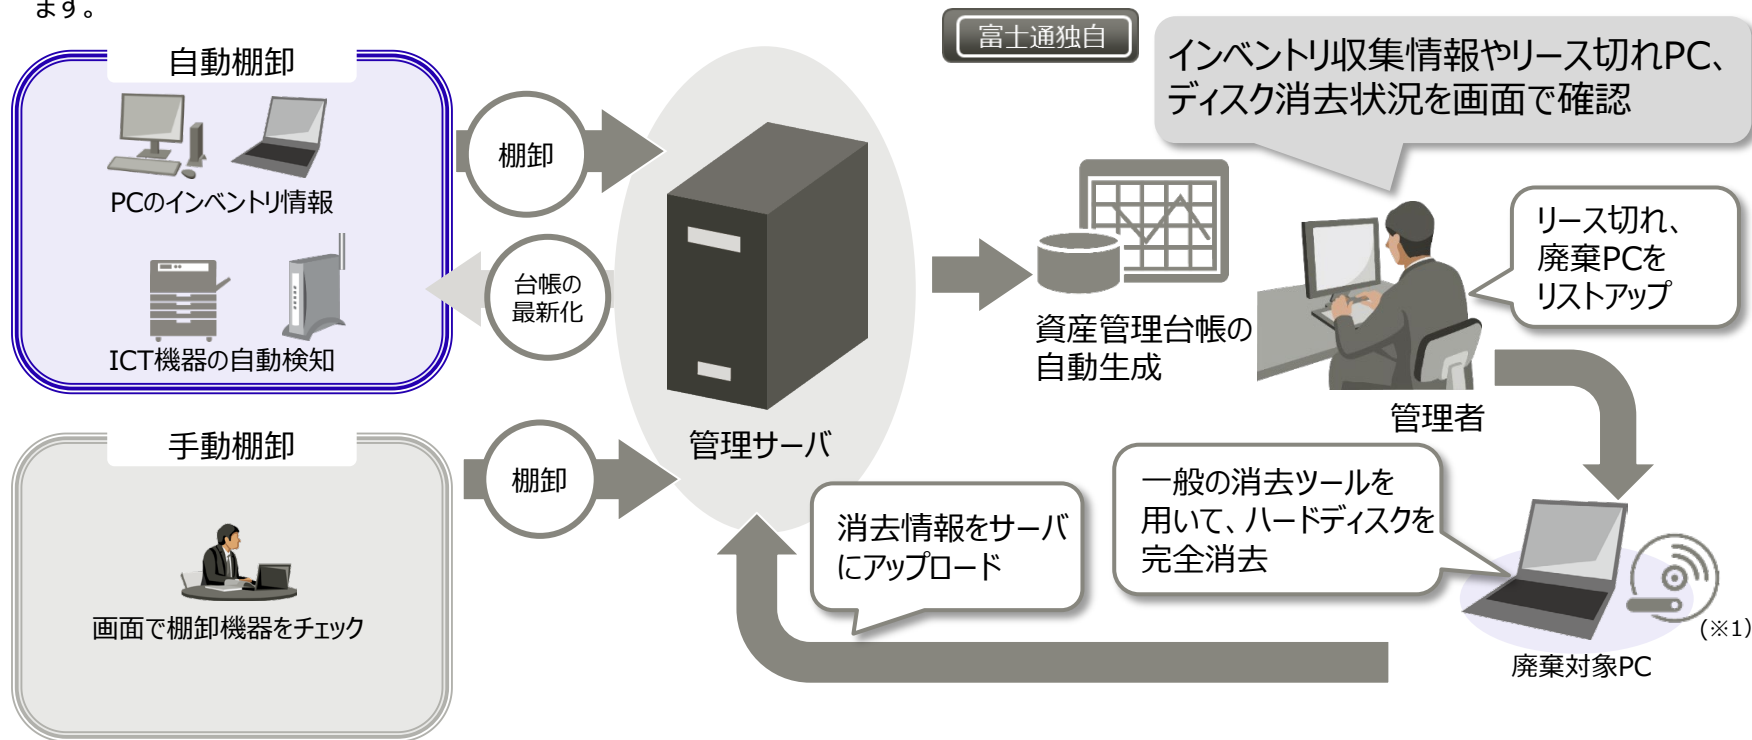 ます。
富士通独自
インベントリ収集情報やリース切れPC、
ディスク消去状況を画面で確認
自動棚卸
PCのインベントリ情報
ICT機器の自動検知
棚卸
台帳の
最新化
手動棚卸
画面で棚卸機器をチェック
棚卸
管理サーバ
資産管理台帳の
自動生成
リース切れ、
廃棄PCを
リストアップ
管理者
一般の消去ツールを
用いて、ハードディスクを
完全消去
消去情報をサーバ
にアップロード
(※1)
廃棄対象PC